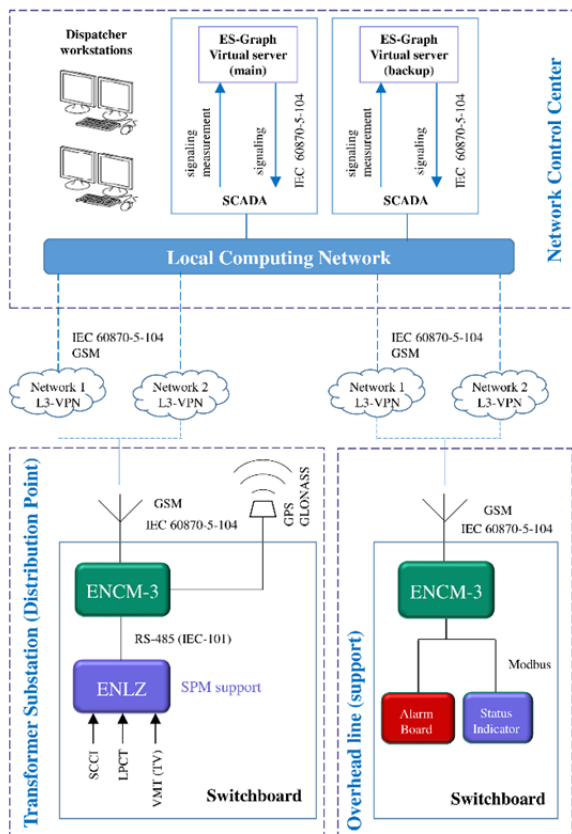 Dispatcher
workstations
ES-Graph
Virtual server
(main)
signaling
measurement
signaling
IEC 60870-5-104
SCADA
ES-Graph
Virtual server
(backup)
signaling
measurement
signaling
IEC 60870-5-104
SCADA
Network Control Center
Local Computing Network
IEC 60870-5-104
GSM
IEC 60870-5-104
GSM
Network 1
L3-VPN
Network 2
L3-VPN
Network 1
L3-VPN
Network 2
L3-VPN
Transformer Substation (Distribution Point)
GSM
IEC 60870-5-104
GPS
GLONASS
ENCM-3
RS-485 (IEC-101)
ENLZ
SPM support
SCCI
LPCT
VMT (TV)
Switchboard
Overhead line (support)
GSM
IEC 60870-5-104
ENCM-3
Modbus
Alarm
Board
Status
Indicator
Switchboard